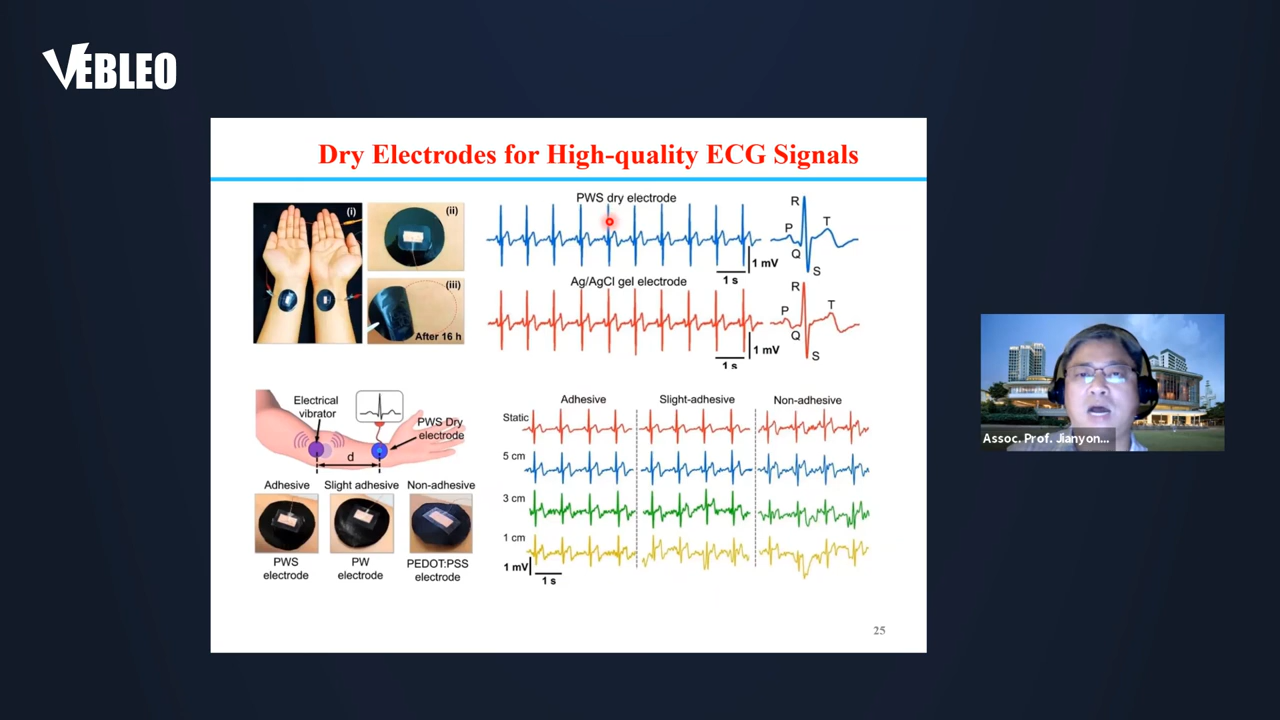 VEBLEO
Dry Electrodes for High-quality ECG Signals
(i)
(ii)
(iii)
After 16 h
PWS dry electrode
1 mV
1 s
R
P
Q
S
T
Ag/AgCl gel electrode
1 mV
1 s
R
P
Q
S
T
Electrical
vibrator
PWS Dry
electrode
d
Adhesive
Slight adhesive
Non-adhesive
PWS
electrode
PW
electrode
PEDOT:PSS
electrode
Adhesive
Slight-adhesive
Non-adhesive
Static
5 cm
3 cm
1 cm
1 mV
1 s
25
Assoc. Prof. Jianyon...